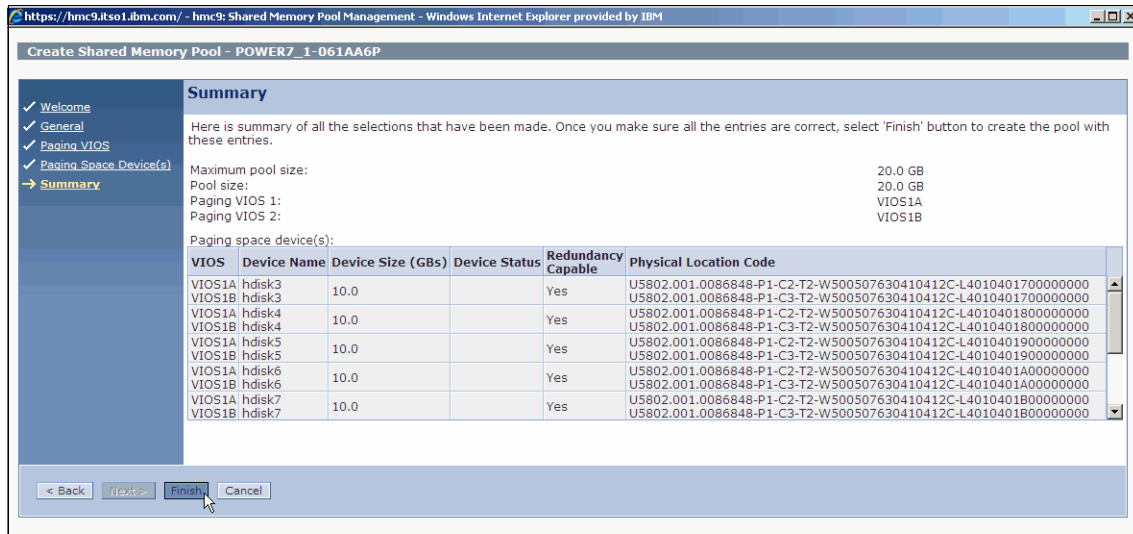 https://hmc9.itso1.ibm.com/ - hmc9: Shared Memory Pool Management - Windows Internet Explorer provided by IBM
Create Shared Memory Pool - POWER7_1-061AA6P
Welcome
General
Paging VIOS
Paging Space Device(s)
Summary
Summary
Here is summary of all the selections that have been made. Once you make sure all the entries are correct, select 'Finish' button to create the pool with
these entries.
Maximum pool size: 20.0 GB
Pool size: 20.0 GB
Paging VIOS 1: VIOS1A
Paging VIOS 2: VIOS1B
Paging space device(s):
VIOS Device Name Device Size (GBs) Device Status Redundancy Capable Physical Location Code
VIOS1A hdisk3 10.0 Yes U5802.001.0086848-P1-C2-T2-W500507630410412C-L4010401700000000
VIOS1B hdisk3 U5802.001.0086848-P1-C3-T2-W500507630410412C-L4010401700000000
VIOS1A hdisk4 10.0 Yes U5802.001.0086848-P1-C2-T2-W500507630410412C-L4010401800000000
VIOS1B hdisk4 U5802.001.0086848-P1-C3-T2-W500507630410412C-L4010401800000000
VIOS1A hdisk5 10.0 Yes U5802.001.0086848-P1-C2-T2-W500507630410412C-L4010401900000000
VIOS1B hdisk5 U5802.001.0086848-P1-C3-T2-W500507630410412C-L4010401900000000
VIOS1A hdisk6 10.0 Yes U5802.001.0086848-P1-C2-T2-W500507630410412C-L4010401A00000000
VIOS1B hdisk6 U5802.001.0086848-P1-C3-T2-W500507630410412C-L4010401A00000000
VIOS1A hdisk7 10.0 Yes U5802.001.0086848-P1-C2-T2-W500507630410412C-L4010401B00000000
VIOS1B hdisk7 U5802.001.0086848-P1-C3-T2-W500507630410412C-L4010401B00000000
< Back Next > Finish Cancel